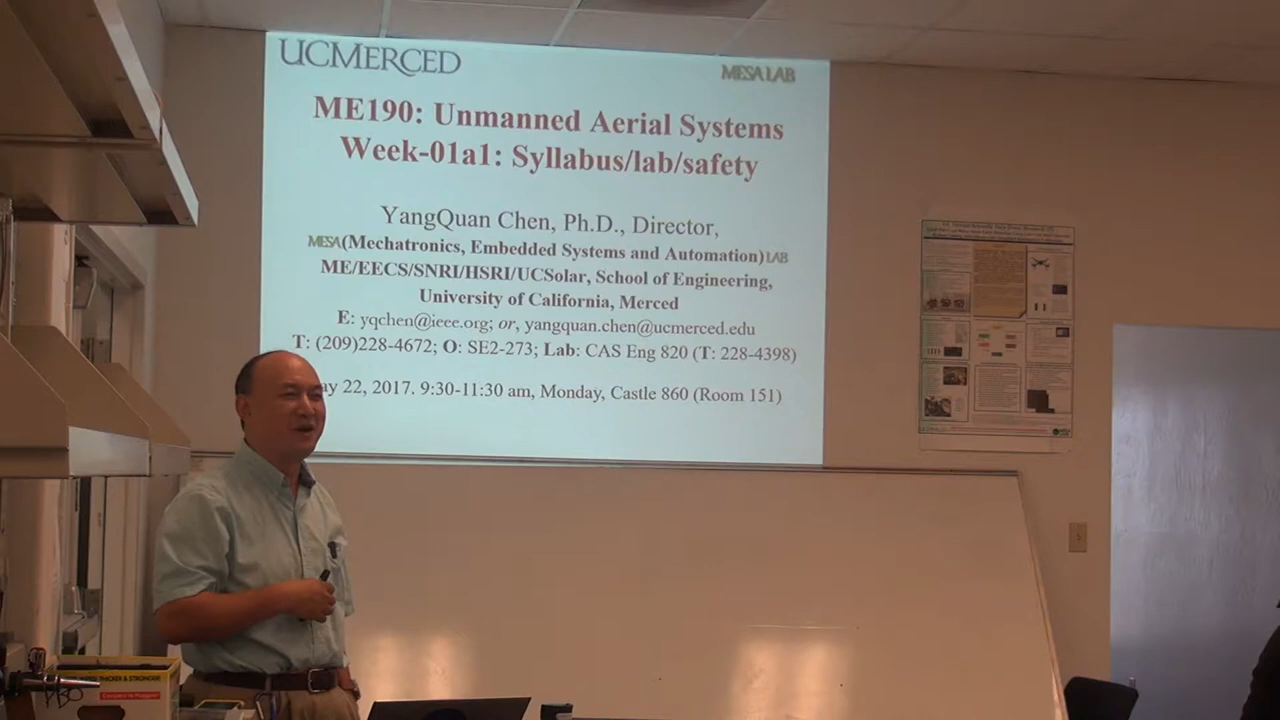 UCMERCED
MESA LAB
ME190: Unmanned Aerial Systems
Week-01a1: Syllabus/lab/safety
YangQuan Chen, Ph.D., Director,
MESA(Mechatronics, Embedded Systems and Automation)LAB
ME/EECS/SNRI/HSRI/UCSolar, School of Engineering,
University of California, Merced
E: yqchen@ieee.org; or, yangquan.chen@ucmerced.edu
T: (209)228-4672; O: SE2-273; Lab: CAS Eng 820 (T: 228-4398)
ay 22, 2017. 9:30-11:30 am, Monday, Castle 860 (Room 151)
THICKER & STRONGER